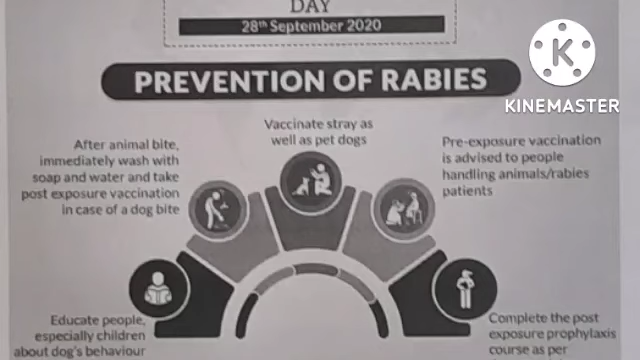 DAY
28th September 2020
PREVENTION OF RABIES
KINEMASTER
After animal bite,
immediately wash with
soap and water and take
post exposure vaccination
in case of a dog bite
Vaccinate stray as
well as pet dogs
Pre-exposure vaccination
is advised to people
handling animals/rabies
patients
Educate people,
especially children
about dog's behaviour
Complete the post
exposure prophylaxis
course as per